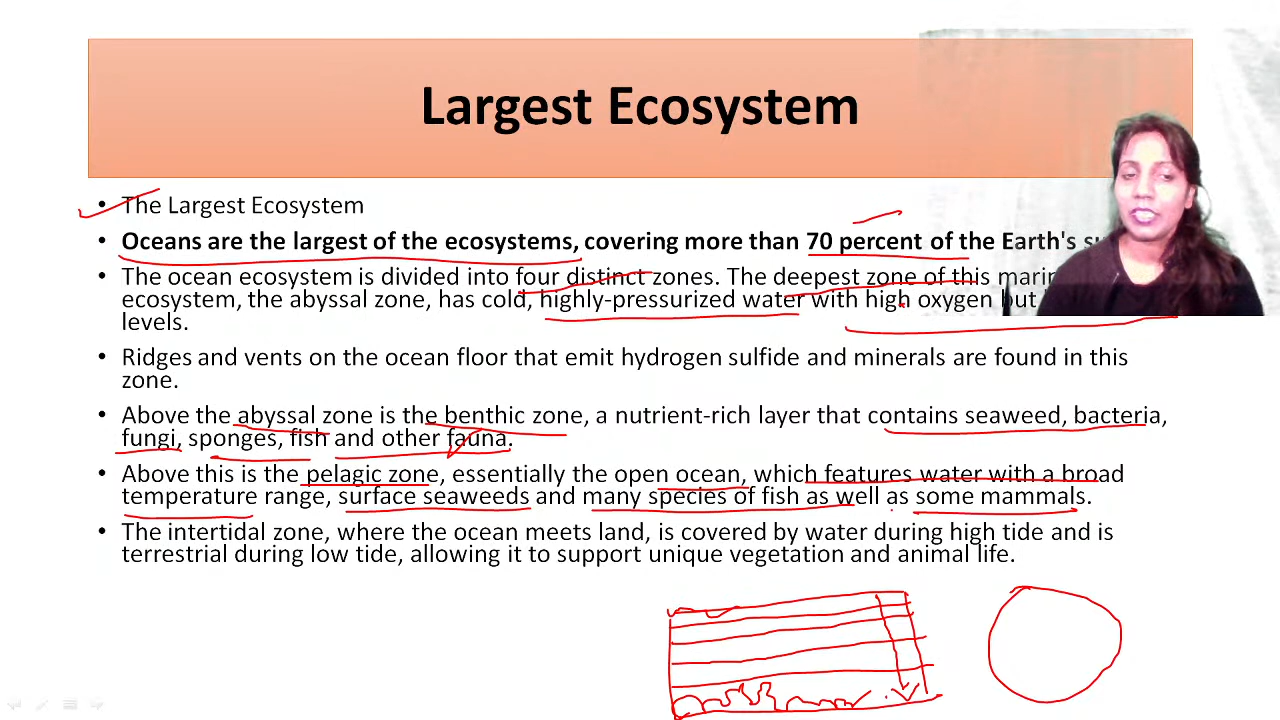 Largest Ecosystem
• The Largest Ecosystem
• Oceans are the largest of the ecosystems, covering more than 70 percent of the Earth's
• The ocean ecosystem is divided into four distinct zones. The deepest zone of this
ecosystem, the abyssal zone, has cold, highly-pressurized water with high oxygen but
levels.
• Ridges and vents on the ocean floor that emit hydrogen sulfide and minerals are found in this
zone.
• Above the abyssal zone is the benthic zone, a nutrient-rich layer that contains seaweed, bacteria,
fungi, sponges, fish and other fauna.
• Above this is the pelagic zone, essentially the open ocean, which features water with a broad
temperature range, surface seaweeds and many species of fish as well as some mammals.
• The intertidal zone, where the ocean meets land, is covered by water during high tide and is
terrestrial during low tide, allowing it to support unique vegetation and animal life.